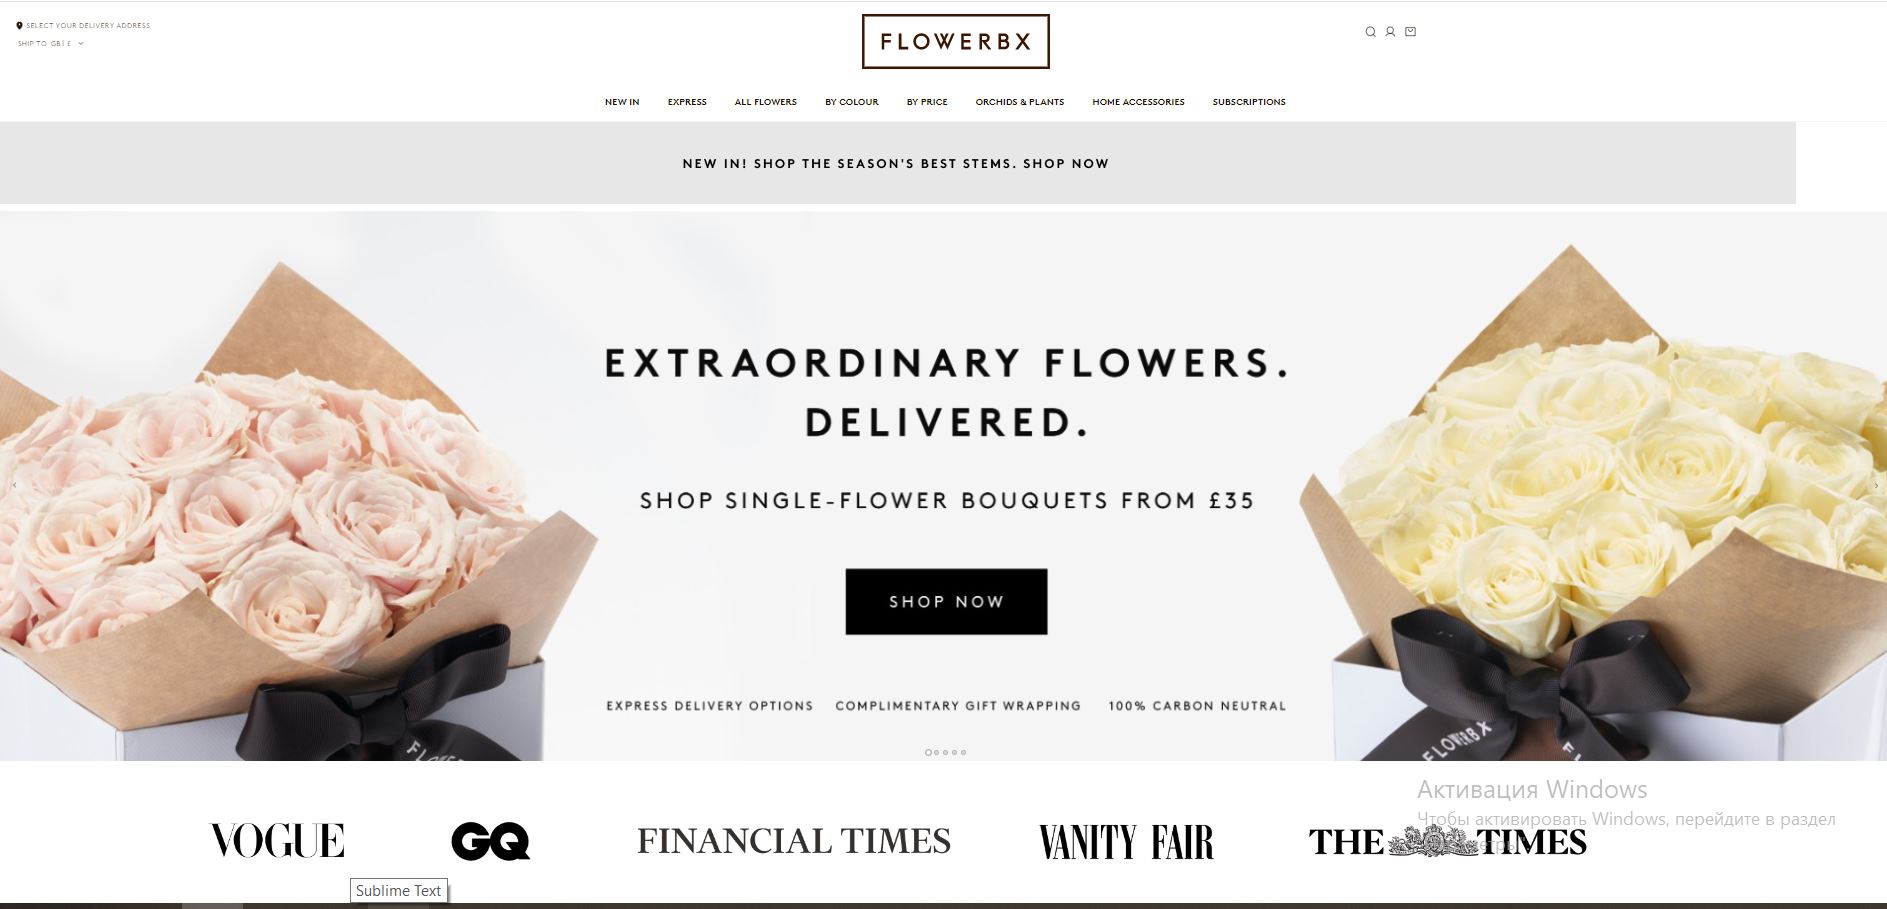 SELECT YOUR DELIVERY ADDRESS
SHIP TO GB | £
FLOWERBX
NEW IN EXPRESS ALL FLOWERS BY COLOUR BY PRICE ORCHIDS & PLANTS HOME ACCESSORIES SUBSCRIPTIONS
NEW IN! SHOP THE SEASON'S BEST STEMS. SHOP NOW
EXTRAORDINARY FLOWERS.
DELIVERED.
SHOP SINGLE-FLOWER BOUQUETS FROM £35
SHOP NOW
EXPRESS DELIVERY OPTIONS COMPLIMENTARY GIFT WRAPPING 100% CARBON NEUTRAL
FLOWERBX
Активация Windows
Чтобы активировать Windows, перейдите в раздел
VOGUE GQ FINANCIAL TIMES VANITY FAIR THE TIMES
Sublime Text